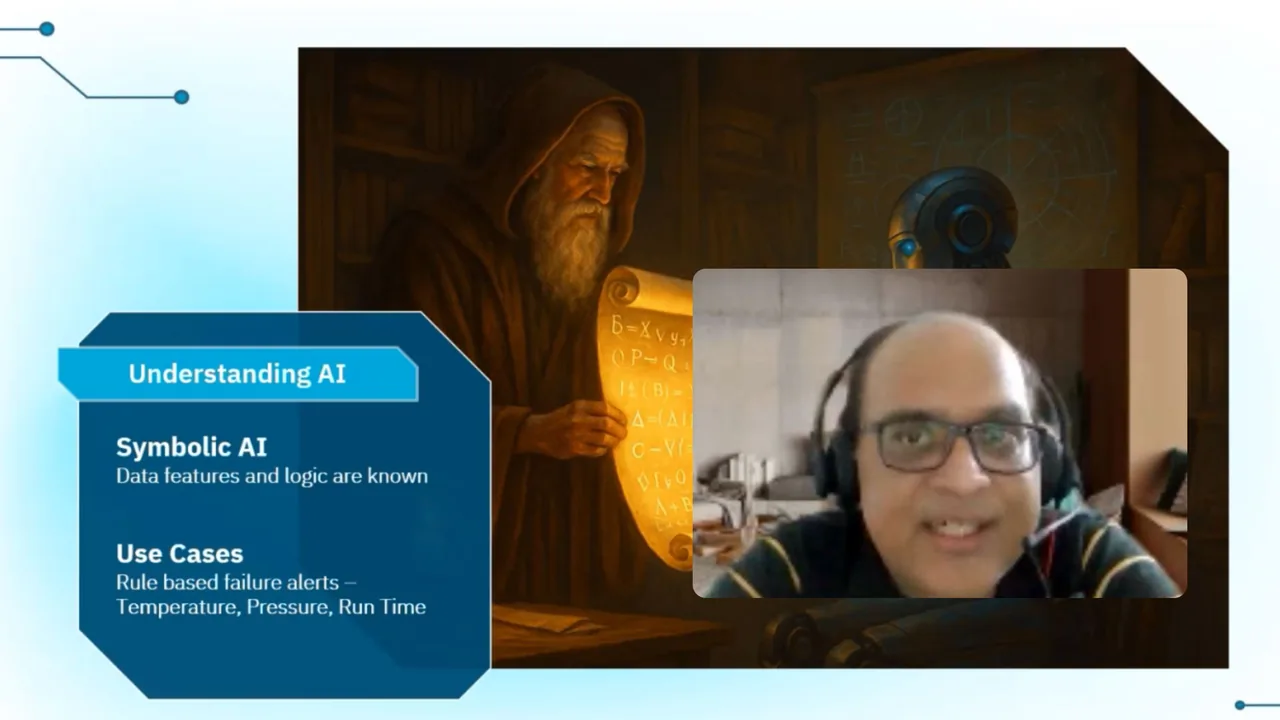 Understanding AI
Symbolic AI
Data features and logic are known
Use Cases
Rule based failure alerts –
Temperature, Pressure, Run Time